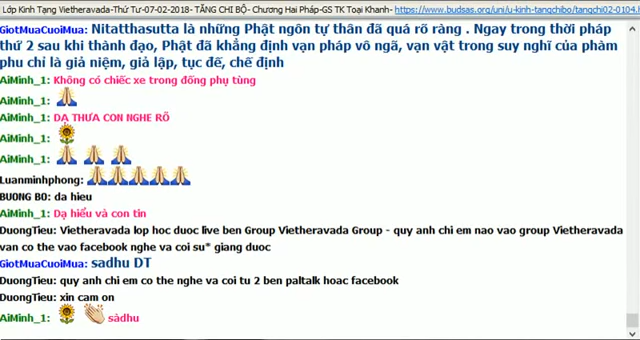 Lớp Kinh Tạng Vietheravada-Thứ Tư-07-02-2018- TĂNG CHI BỘ- Chương Hai Pháp-GS TK Toại Khanh- https://www.budsas.org/uni/u-kinh-tangchibo/tangchi02-0104.h
GiotMuaCuoiMua: Nitatthasutta là những Phật ngôn tự thân đã quá rõ ràng . Ngay trong thời pháp
thứ 2 sau khi thành đạo, Phật đã khẳng định vạn pháp vô ngã, vạn vật trong suy nghĩ của phàm
phu chỉ là giả niệm, giả lập, tục đế, chế định
AiMinh_1: Không có chiếc xe trong đống phụ tùng
AiMinh_1:
AiMinh_1: DẠ THƯA CON NGHE RÕ
AiMinh_1:
AiMinh_1:
Luanminhphong:
BUONG BO: da hieu
AiMinh_1: Dạ hiểu và con tin
DuongTieu: Vietheravada lop hoc duoc live ben Group Vietheravada Group - quy anh chi em nao vao group Vietheravada
van co the vao facebook nghe va coi su* giang duoc
GiotMuaCuoiMua: sadhu DT
DuongTieu: quy anh chi em co the nghe va coi tu 2 ben paltalk hoac facebook
DuongTieu: xin cam on
AiMinh_1: sàdhu